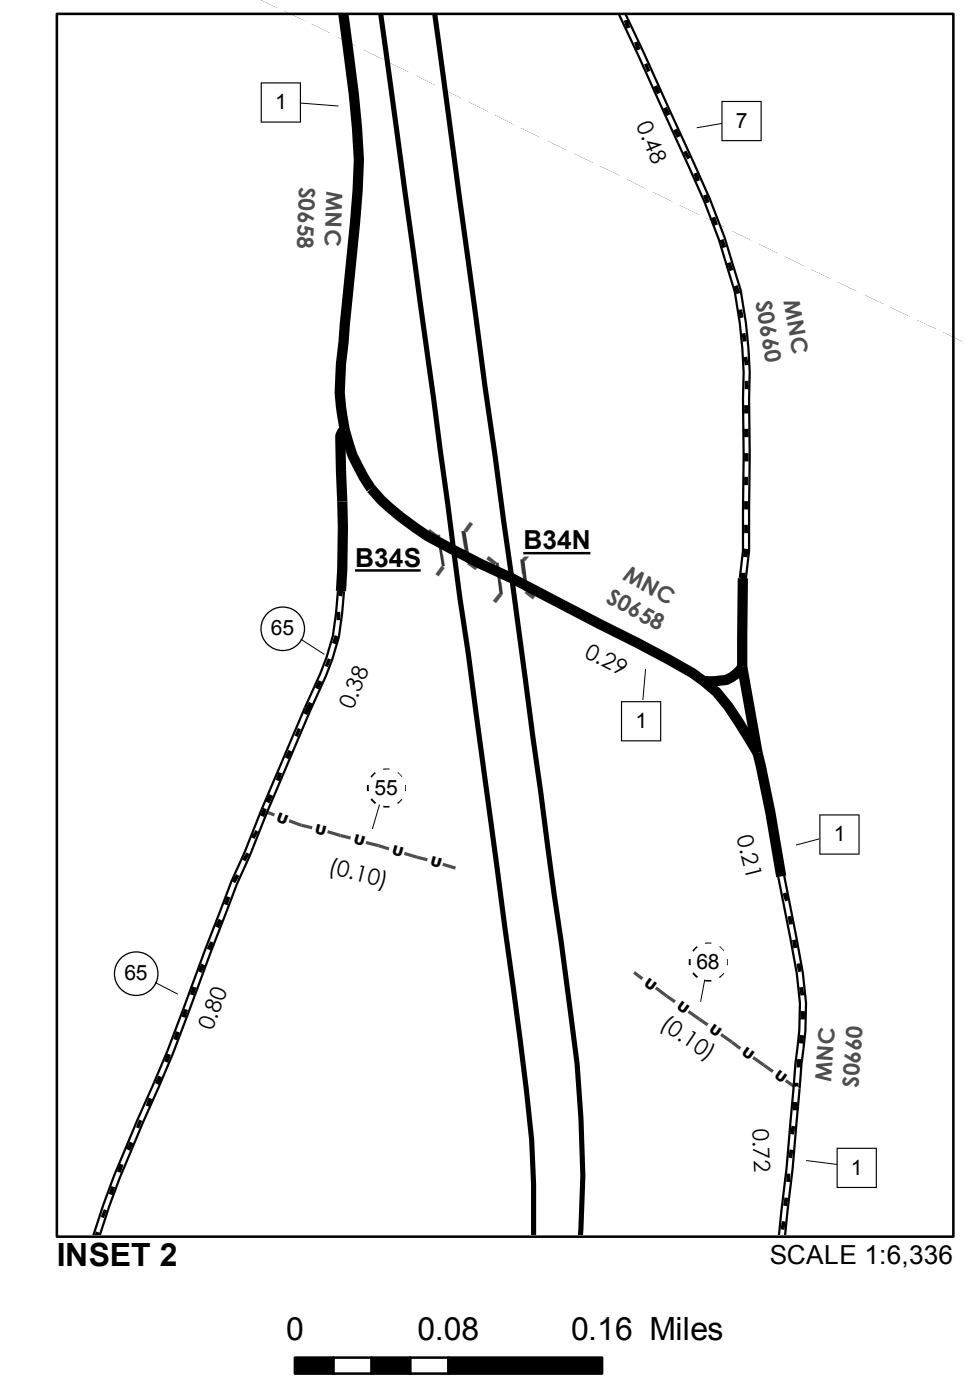 1
7
0.48
MNC
S0658
MNC
S0660
B34S
B34N
MNC
S0658
65
0.29
0.38
1
55
U U U U U
(0.10)
1
0.21
65
68
0.80
U U U U U
(0.10)
MNC
S0660
0.72
1
INSET 2
SCALE 1:6,336
0 0.08 0.16 Miles